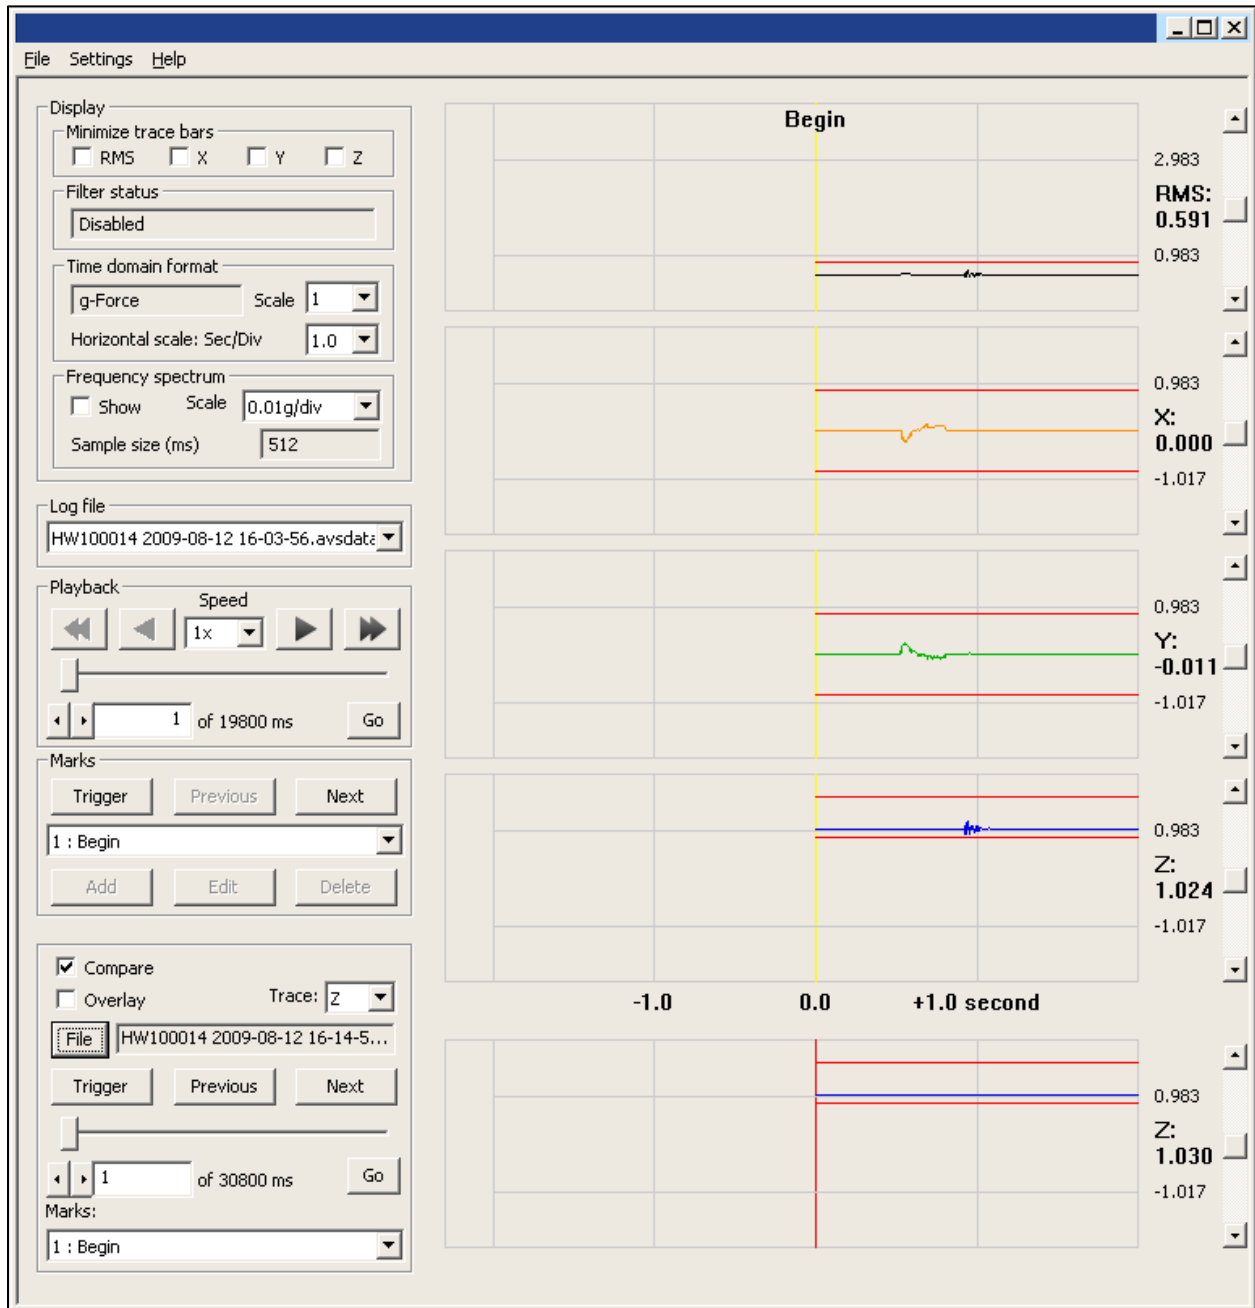 File Settings Help
Display
Minimize trace bars
RMS X Y Z
Filter status
Disabled
Time domain format
g-Force Scale 1
Horizontal scale: Sec/Div 1.0
Frequency spectrum
Show Scale 0.01g/div
Sample size (ms) 512
Log file
HW100014 2009-08-12 16-03-56.avsdata
Playback
Speed
1x
1 of 19800 ms Go
Marks
Trigger Previous Next
1 : Begin
Add Edit Delete
Compare
Overlay Trace: Z
File HW100014 2009-08-12 16-14-5...
Trigger Previous Next
1 of 30800 ms Go
Marks:
1 : Begin
Begin
2.983
RMS:
0.591
0.983
0.983
X:
0.000
-1.017
0.983
Y:
-0.011
-1.017
0.983
Z:
1.024
-1.017
-1.0 0.0 +1.0 second
0.983
Z:
1.030
-1.017